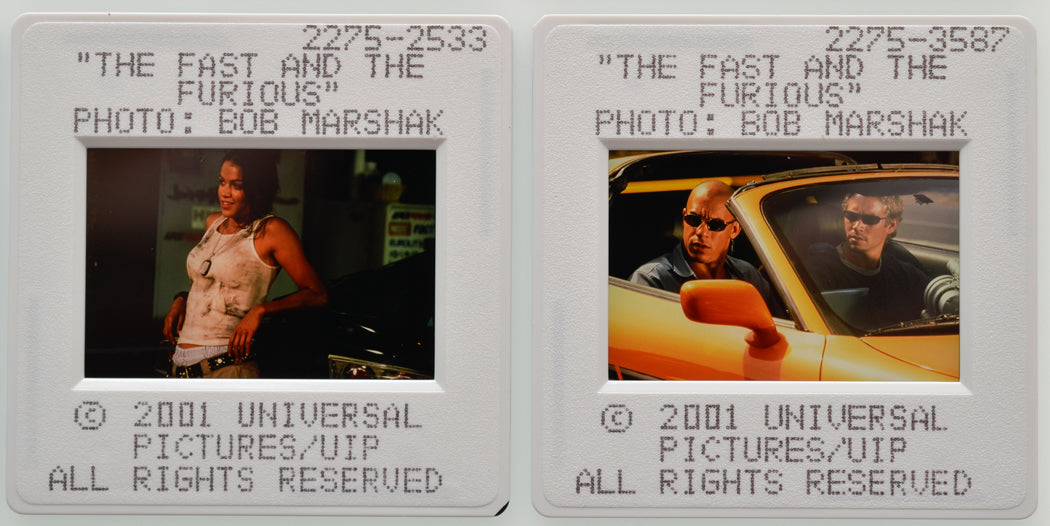 2275-2533
"THE FAST AND THE
FURIOUS"
PHOTO: BOB MARSHAK
© 2001 UNIVERSAL
PICTURES/UIP
ALL RIGHTS RESERVED
2275-3587
"THE FAST AND THE
FURIOUS"
PHOTO: BOB MARSHAK
© 2001 UNIVERSAL
PICTURES/UIP
ALL RIGHTS RESERVED